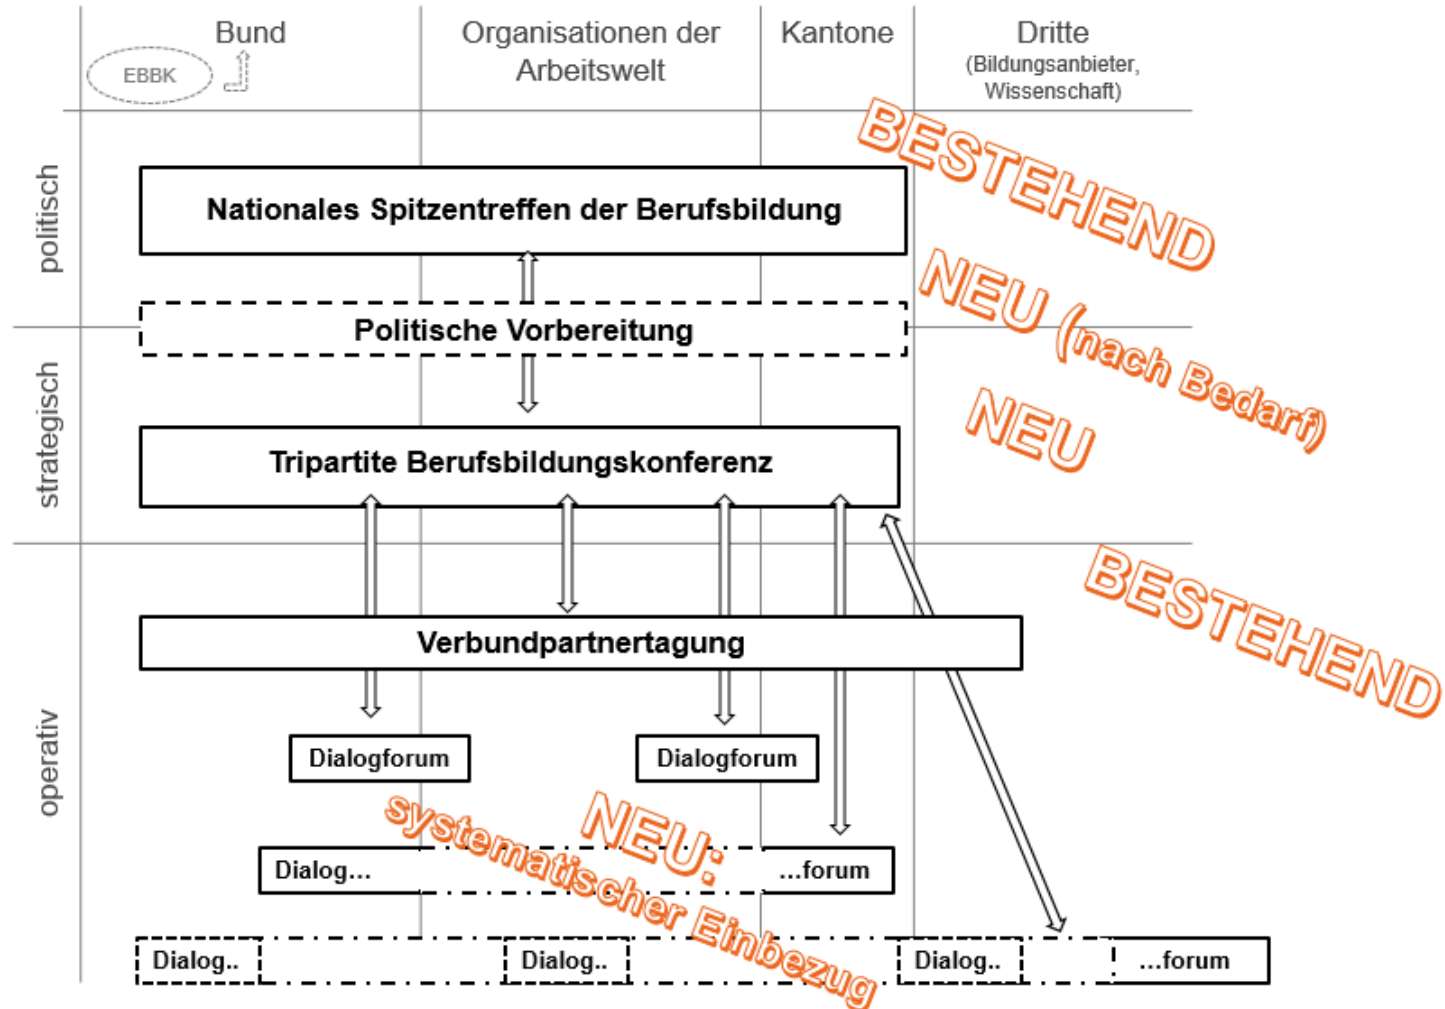 Bund
Organisationen der
Arbeitswelt
Kantone
Dritte
(Bildungsanbieter,
Wissenschaft)
EBBK
politisch
BESTEHEND
Nationales Spitzentreffen der Berufsbildung
NEU (nach Bedarf)
Politische Vorbereitung
strategisch
NEU
Tripartite Berufsbildungskonferenz
operativ
BESTEHEND
Verbundpartnertagung
Dialogforum
Dialogforum
NEU:
systematischer Einbezug
Dialog...
...forum
Dialog..
Dialog..
Dialog..
...forum